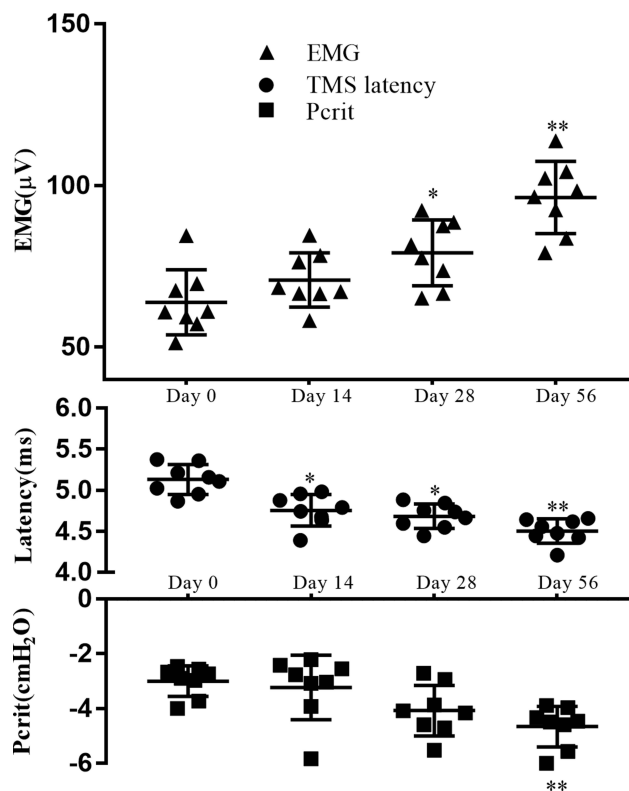 150
EMG
TMS latency
Pcrit
**
EMG(µV)
100
*
50
Day 0 Day 14 Day 28 Day 56
6.0
5.5
Latency(ms)
5.0
* * **
4.5
4.0
Day 0 Day 14 Day 28 Day 56
0
-2
Pcrit(cmH₂O)
-4
-6
**